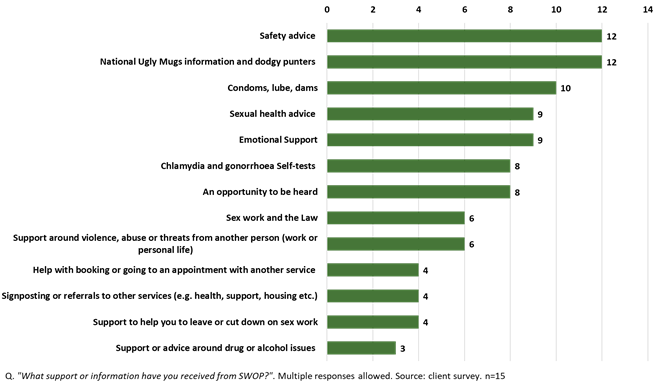 0 2 4 6 8 10 12 14
Safety advice 12
National Ugly Mugs information and dodgy punters 12
Condoms, lube, dams 10
Sexual health advice 9
Emotional Support 9
Chlamydia and gonorrhoea Self-tests 8
An opportunity to be heard 8
Sex work and the Law 6
Support around violence, abuse or threats from another person (work or
personal life) 6
Help with booking or going to an appointment with another service 4
Signposting or referrals to other services (e.g. health, support, housing etc.) 4
Support to help you to leave or cut down on sex work 4
Support or advice around drug or alcohol issues 3
Q. "What support or information have you received from SWOP?". Multiple responses allowed. Source: client survey. n=15